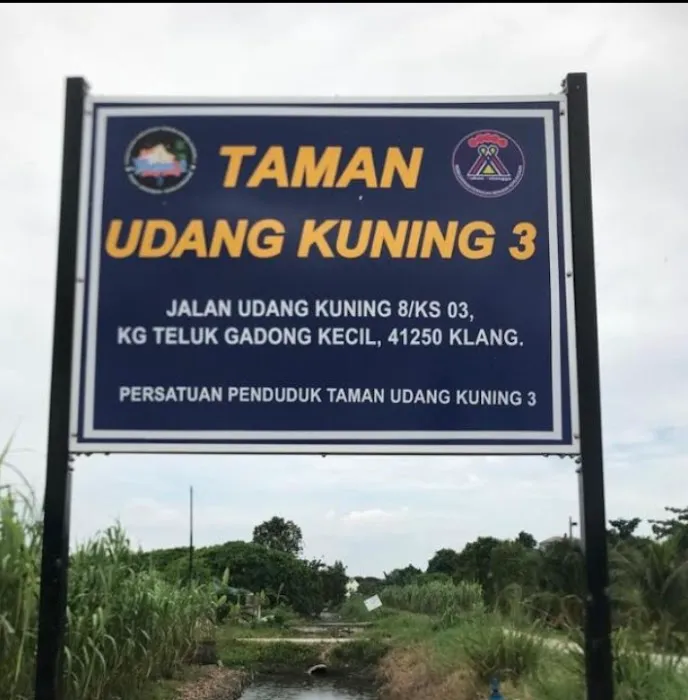 TAMAN
UDANG KUNING 3
JALAN UDANG KUNING 8/KS 03,
KG TELUK GADONG KECIL, 41250 KLANG.
PERSATUAN PENDUDUK TAMAN UDANG KUNING 3